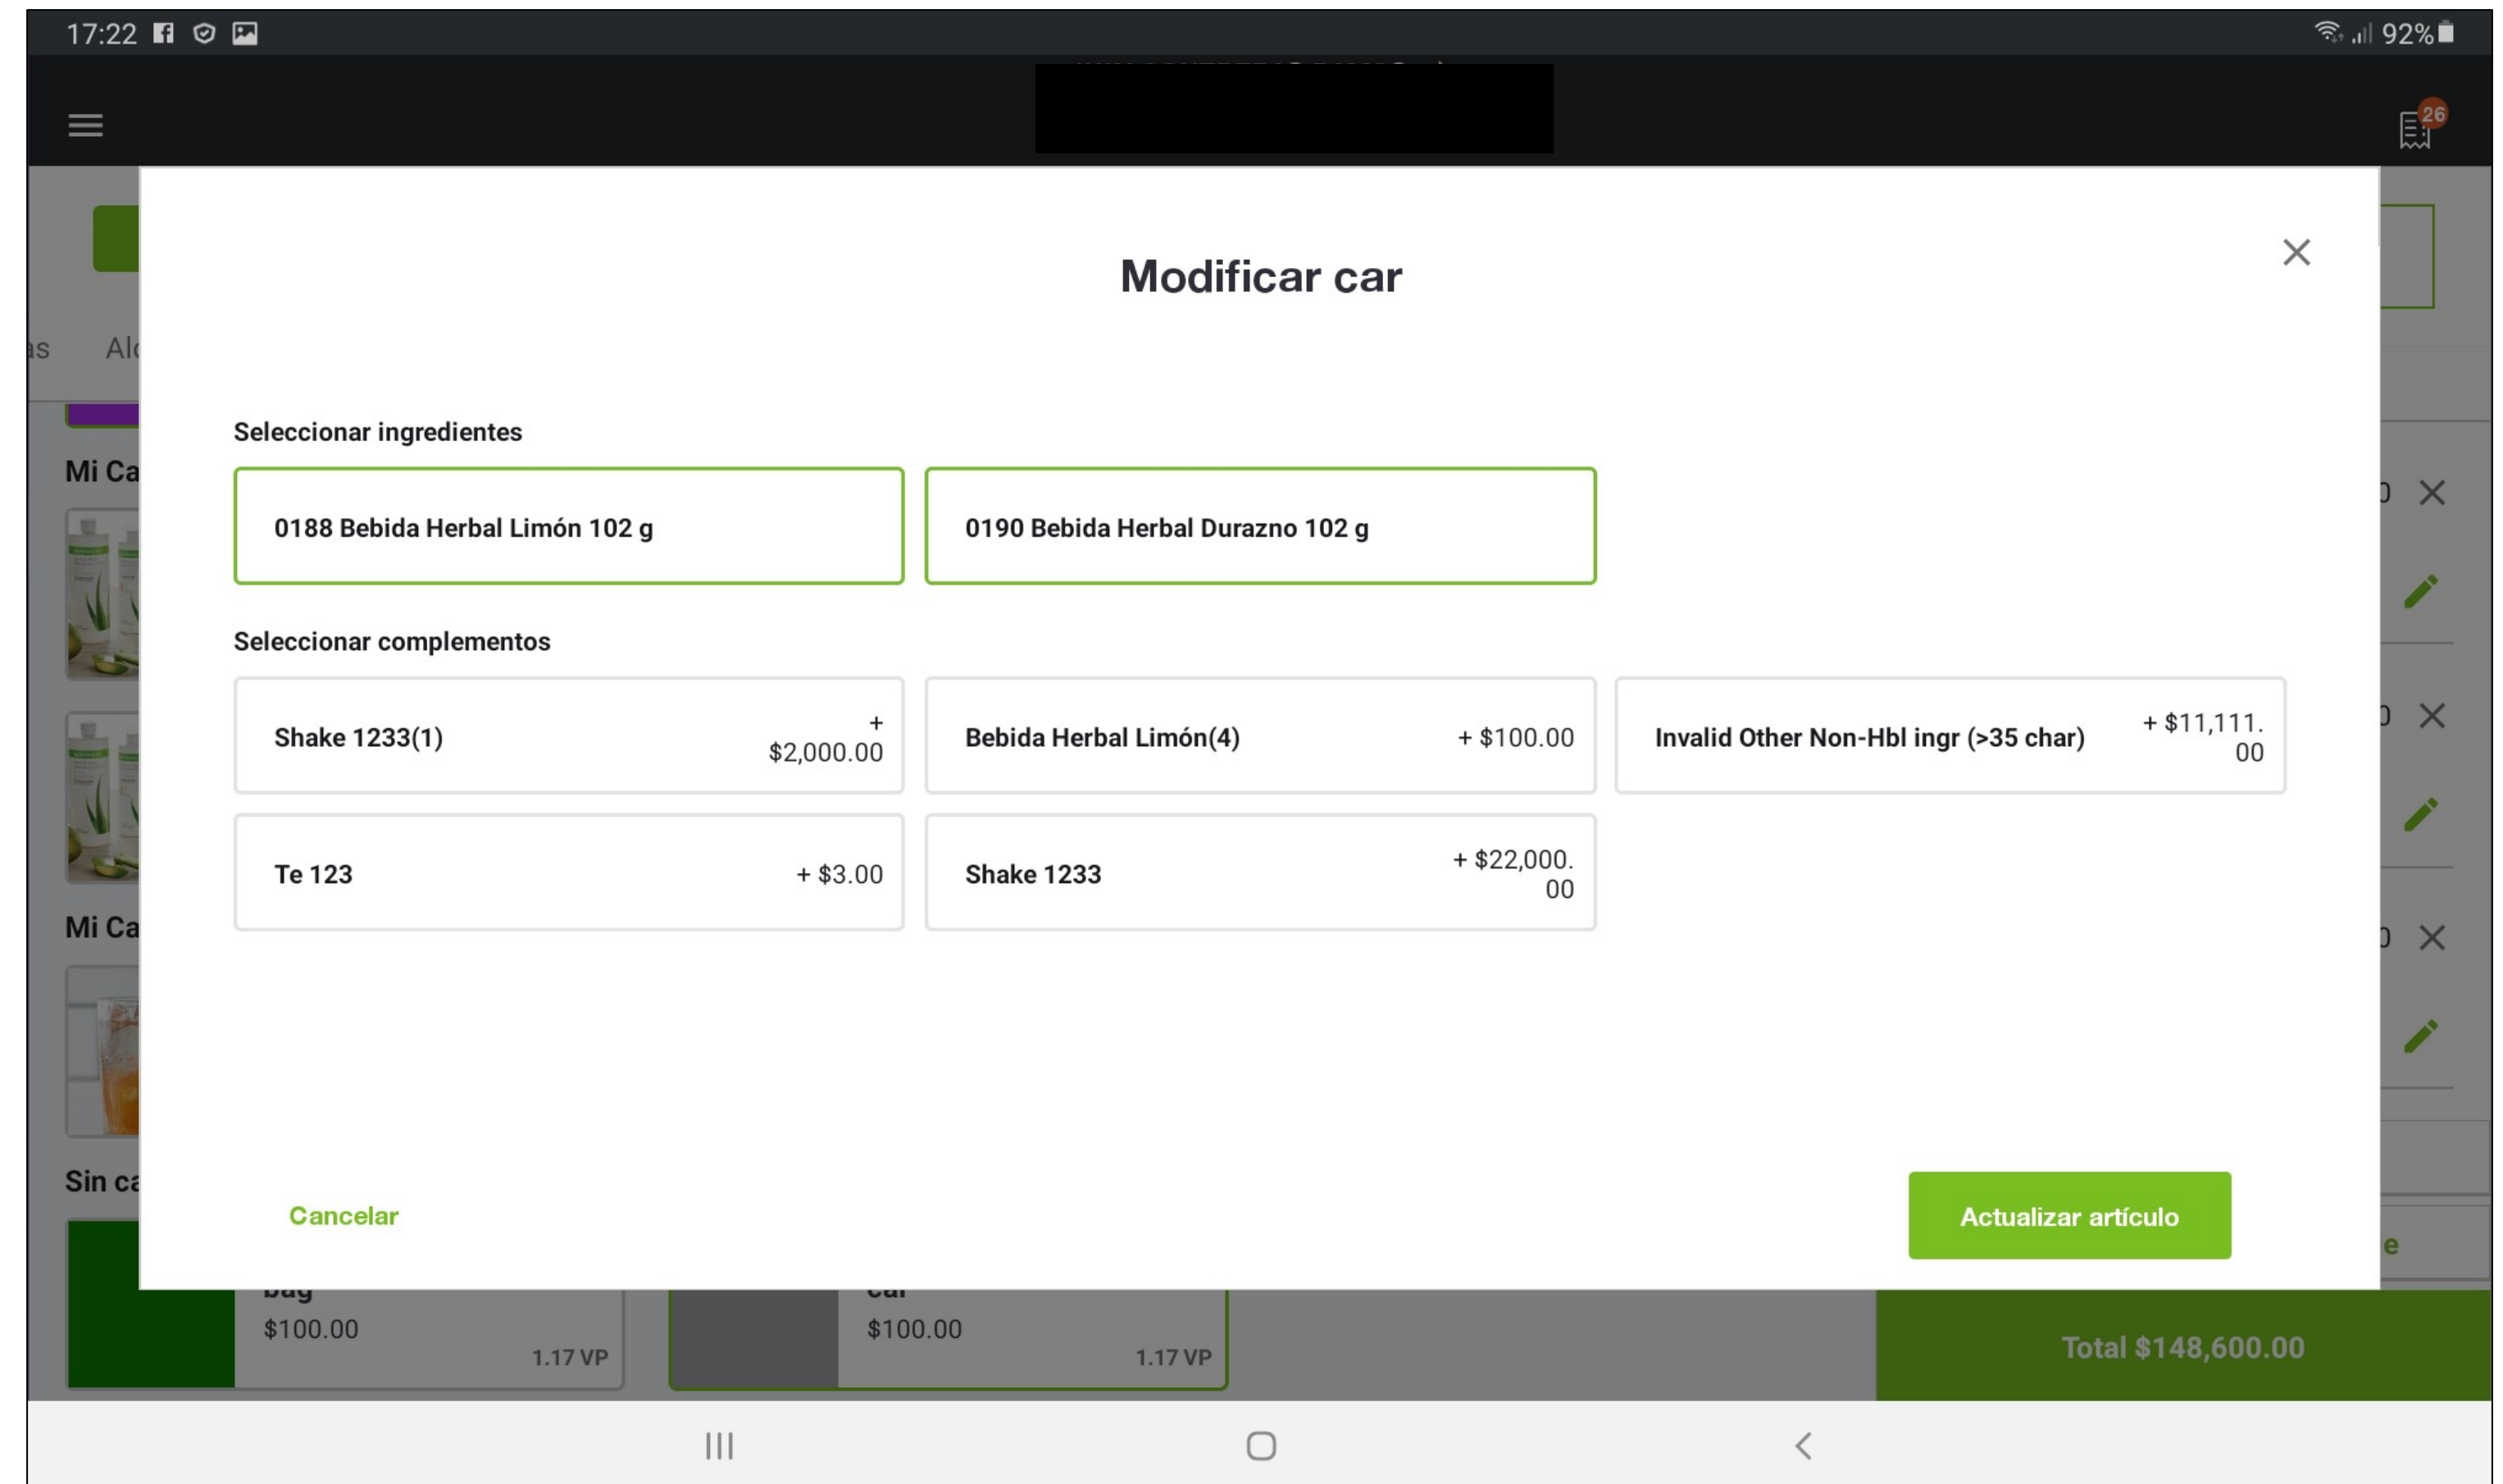 17:22
92%
26
Modificar car
Seleccionar ingredientes
0188 Bebida Herbal Limón 102 g
0190 Bebida Herbal Durazno 102 g
Seleccionar complementos
Shake 1233(1)
+
$2,000.00
Bebida Herbal Limón(4)
+ $100.00
Invalid Other Non-Hbl ingr (>35 char)
+ $11,111.
00
Te 123
+ $3.00
Shake 1233
+ $22,000.
00
Mi Ca
Mi Ca
Sin ca
Cancelar
Actualizar artículo
bag
$100.00
1.17 VP
car
$100.00
1.17 VP
Total $148,600.00